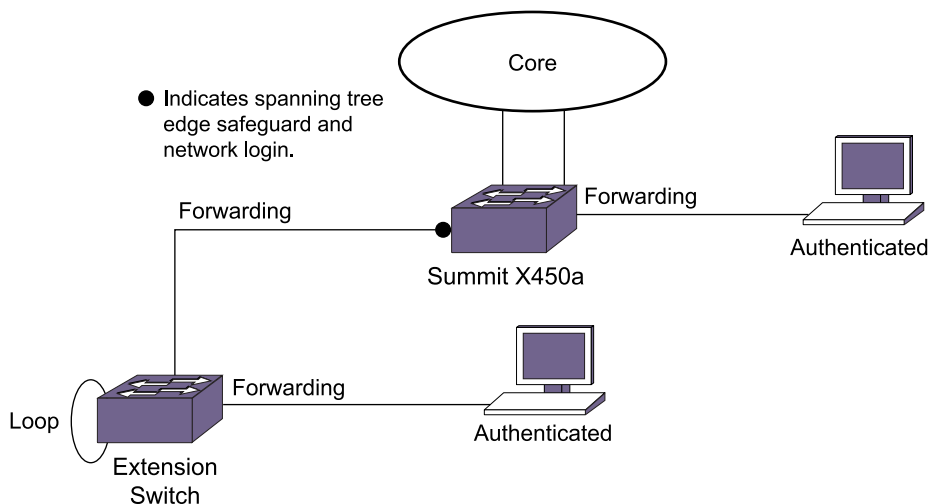 Core
Indicates spanning tree
edge safeguard and
network login.
Forwarding
Forwarding
Authenticated
Summit X450a
Forwarding
Loop
Authenticated
Extension
Switch